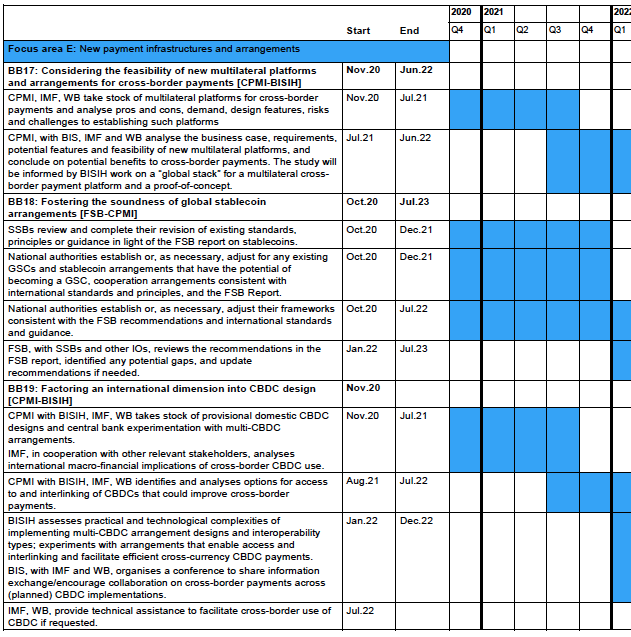 2020 2021 2022
Start End Q4 Q1 Q2 Q3 Q4 Q1
Focus area E: New payment infrastructures and arrangements
BB17: Considering the feasibility of new multilateral platforms Nov.20 Jun.22
and arrangements for cross-border payments [CPMI-BISIH]
CPMI, IMF, WB take stock of multilateral platforms for cross-border Nov.20 Jul.21
payments and analyse pros and cons, demand, design features, risks
and challenges to establishing such platforms
CPMI, with BIS, IMF and WB analyse the business case, requirements, Jul.21 Jun.22
potential features and feasibility of new multilateral platforms, and
conclude on potential benefits to cross-border payments. The study will
be informed by BISIH work on a "global stack" for a multilateral cross-
border payment platform and a proof-of-concept.
BB18: Fostering the soundness of global stablecoin Oct.20 Jul.23
arrangements [FSB-CPMI]
SSBs review and complete their revision of existing standards, Oct.20 Dec.21
principles or guidance in light of the FSB report on stablecoins.
National authorities establish or, as necessary, adjust for any existing Oct.20 Dec.21
GSCs and stablecoin arrangements that have the potential of
becoming a GSC, cooperation arrangements consistent with
international standards and principles, and the FSB Report.
National authorities establish or, as necessary, adjust their frameworks Oct.20 Jul.22
consistent with the FSB recommendations and international standards
and guidance.
FSB, with SSBs and other IOs, reviews the recommendations in the Jan.22 Jul.23
FSB report, identified any potential gaps, and update
recommendations if needed.
BB19: Factoring an international dimension into CBDC design Nov.20
[CPMI-BISIH]
CPMI with BISIH, IMF, WB takes stock of provisional domestic CBDC Nov.20 Jul.21
designs and central bank experimentation with multi-CBDC
arrangements.
IMF, in cooperation with other relevant stakeholders, analyses
international macro-financial implications of cross-border CBDC use.
CPMI with BISIH, IMF, WB identifies and analyses options for access Aug.21 Jul.22
to and interlinking of CBDCs that could improve cross-border
payments.
BISIH assesses practical and technological complexities of Jan.22 Dec.22
implementing multi-CBDC arrangement designs and interoperability
types; experiments with arrangements that enable access and
interlinking and facilitate efficient cross-currency CBDC payments.
BIS, with IMF and WB, organises a conference to share information
exchange/encourage collaboration on cross-border payments across
(planned) CBDC implementations.
IMF, WB, provide technical assistance to facilitate cross-border use of Jul.22
CBDC if requested.